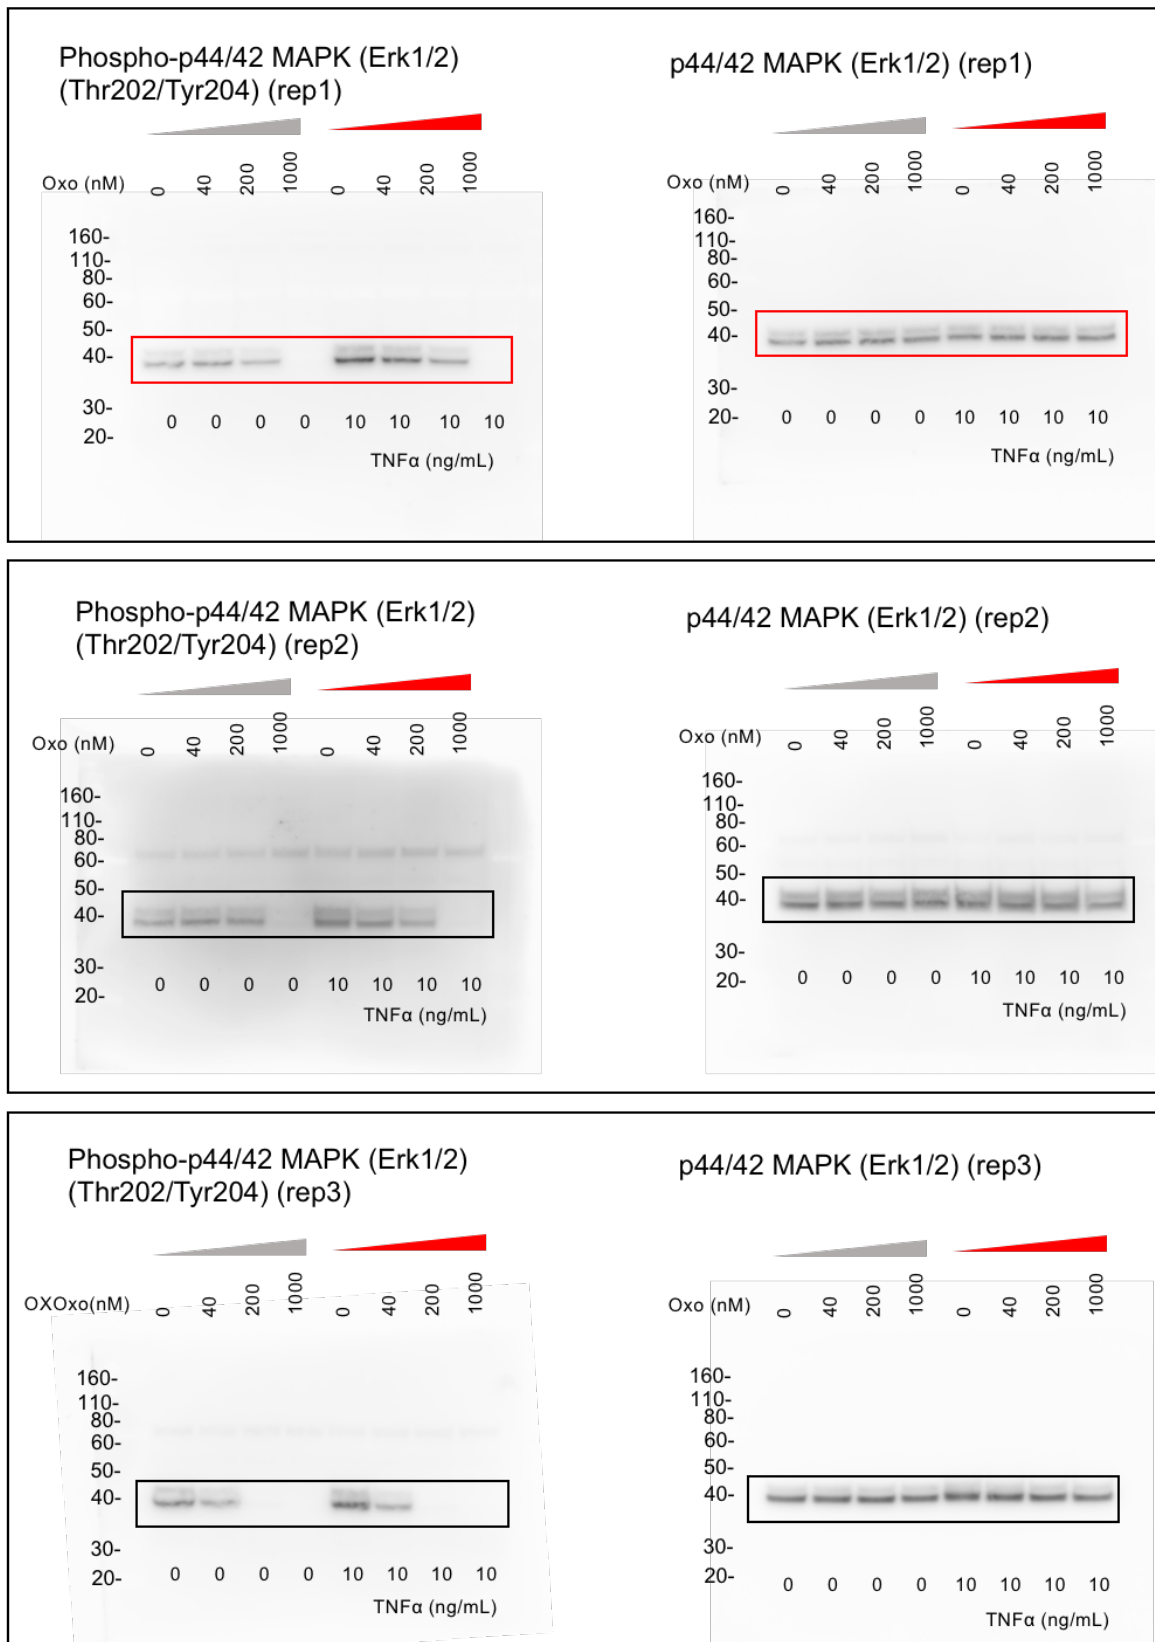 Phospho-p44/42 MAPK (Erk1/2)
(Thr202/Tyr204) (rep1)
Oxo (nM) 0 40 200 1000 0 40 200 1000
160-
110-
80-
60-
50-
40-
30-
20-
0 0 0 0 10 10 10 10
TNFα (ng/mL)
p44/42 MAPK (Erk1/2) (rep1)
Oxo (nM) 0 40 200 1000 0 40 200 1000
160-
110-
80-
60-
50-
40-
30-
20-
0 0 0 0 10 10 10 10
TNFα (ng/mL)
Phospho-p44/42 MAPK (Erk1/2)
(Thr202/Tyr204) (rep2)
Oxo (nM) 0 40 200 1000 0 40 200 1000
160-
110-
80-
60-
50-
40-
30-
20-
0 0 0 0 10 10 10 10
TNFα (ng/mL)
p44/42 MAPK (Erk1/2) (rep2)
Oxo (nM) 0 40 200 1000 0 40 200 1000
160-
110-
80-
60-
50-
40-
30-
20-
0 0 0 0 10 10 10 10
TNFα (ng/mL)
Phospho-p44/42 MAPK (Erk1/2)
(Thr202/Tyr204) (rep3)
OXOxo(nM) 0 40 200 1000 0 40 200 1000
160-
110-
80-
60-
50-
40-
30-
20-
0 0 0 0 10 10 10 10
TNFα (ng/mL)
p44/42 MAPK (Erk1/2) (rep3)
Oxo (nM) 0 40 200 1000 0 40 200 1000
160-
110-
80-
60-
50-
40-
30-
20-
0 0 0 0 10 10 10 10
TNFα (ng/mL)